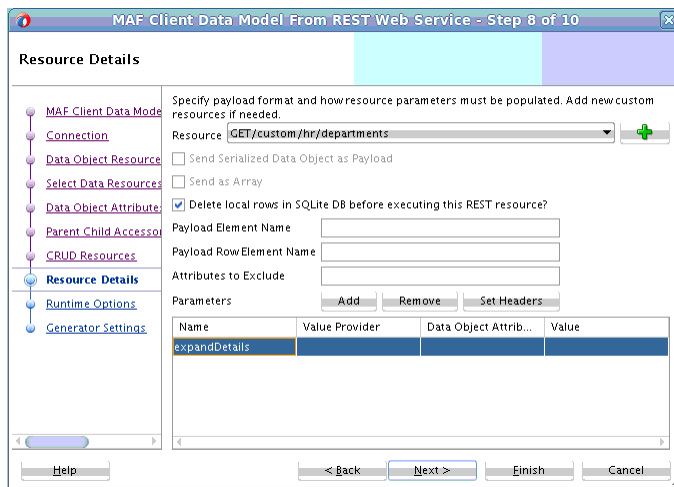 MAF Client Data Model From REST Web Service - Step 8 of 10
Resource Details
MAF Client Data Mode
Connection
Data Object Resource
Select Data Resources
Data Object Attribute
Parent Child Accessor
CRUD Resources
Resource Details
Runtime Options
Generator Settings
Specify payload format and how resource parameters must be populated. Add new custom
resources if needed.
Resource GET/custom/hr/departments
Send Serialized Data Object as Payload
Send as Array
Delete local rows in SQLite DB before executing this REST resource?
Payload Element Name
Payload Row Element Name
Attributes to Exclude
Parameters Add Remove Set Headers
Name Value Provider Data Object Attrib... Value
expandDetails
Help < Back Next > Finish Cancel